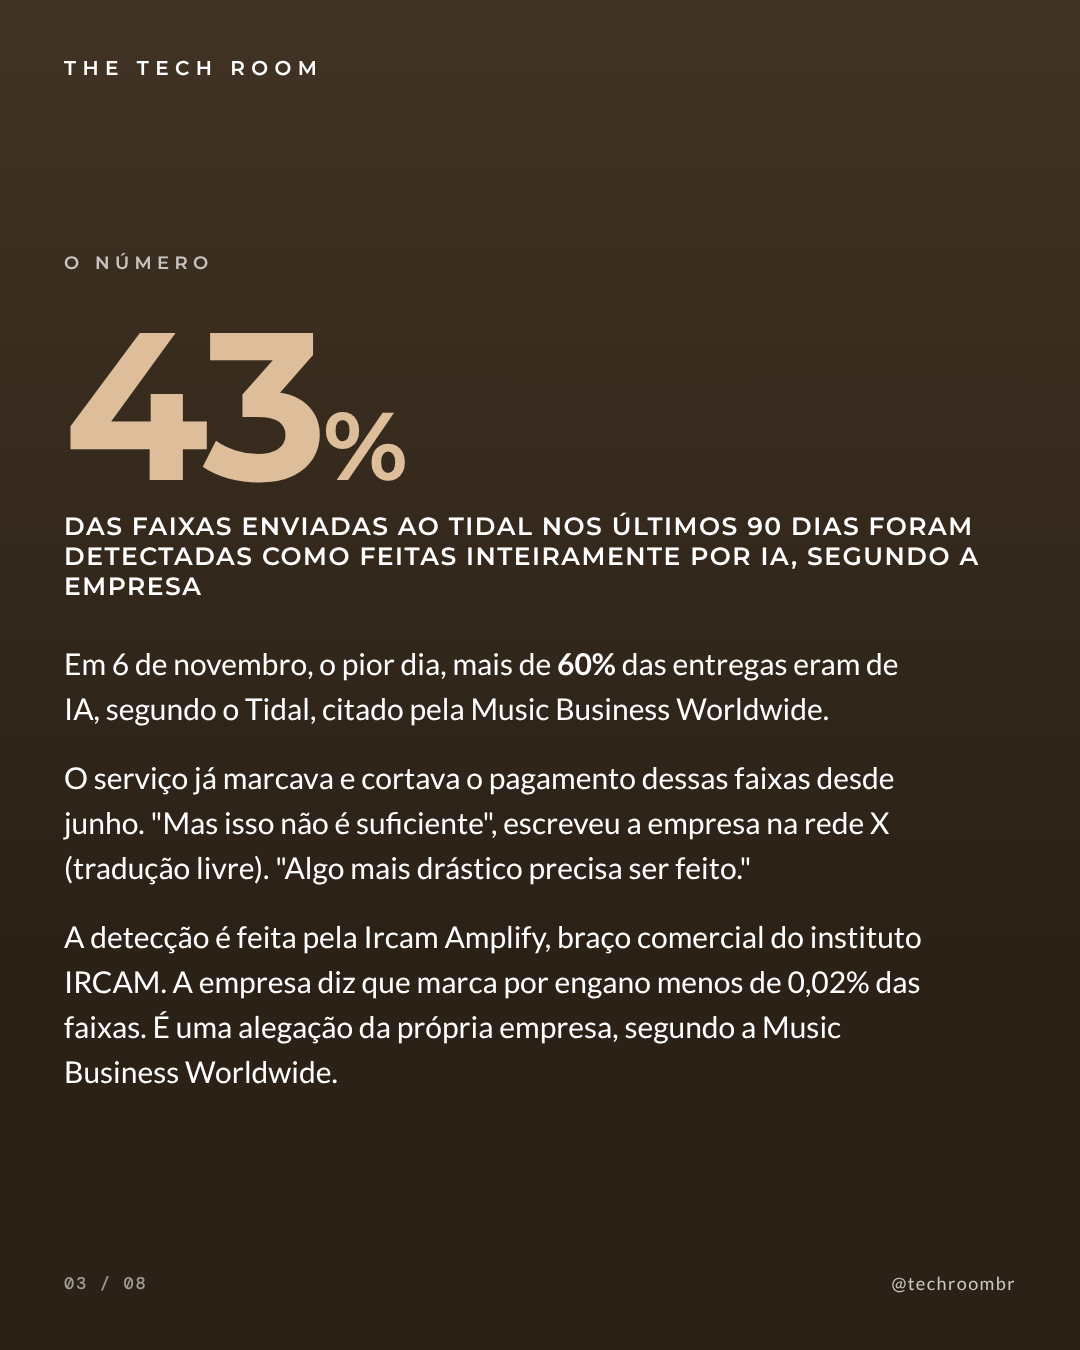 THE TECH ROOM
O NÚMERO
43%
DAS FAIXAS ENVIADAS AO TIDAL NOS ÚLTIMOS 90 DIAS FORAM
DETECTADAS COMO FEITAS INTEIRAMENTE POR IA, SEGUNDO A
EMPRESA
Em 6 de novembro, o pior dia, mais de 60% das entregas eram de
IA, segundo o Tidal, citado pela Music Business Worldwide.
O serviço já marcava e cortava o pagamento dessas faixas desde
junho. "Mas isso não é suficiente", escreveu a empresa na rede X
(tradução livre). "Algo mais drástico precisa ser feito."
A detecção é feita pela Ircam Amplify, braço comercial do instituto
IRCAM. A empresa diz que marca por engano menos de 0,02% das
faixas. É uma alegação da própria empresa, segundo a Music
Business Worldwide.
03 / 08
@techroombr